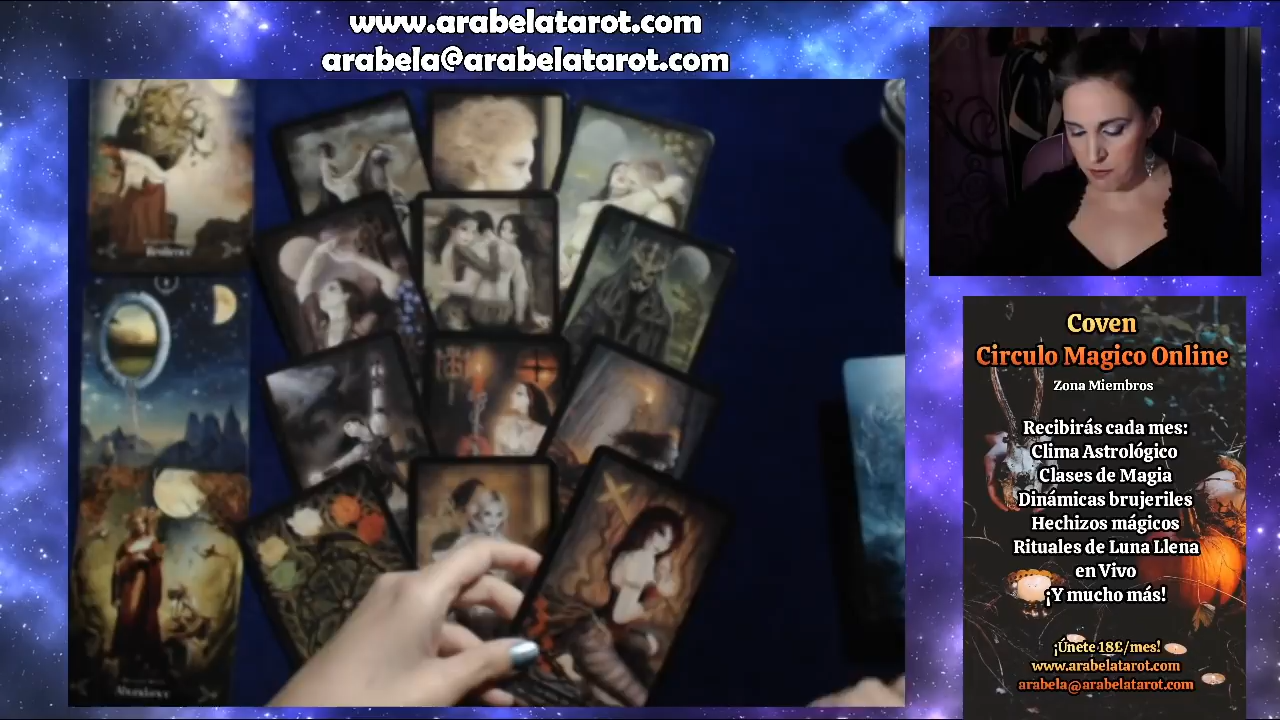 www.arabelatarot.com
arabela@arabelatarot.com
Resilience
Abundance
Coven
Circulo Magico Online
Zona Miembros
Recibirás cada mes:
Clima Astrológico
Clases de Magia
Dinámicas brujeriles
Hechizos mágicos
Rituales de Luna Llena
en Vivo
¡Y mucho más!
¡Únete 18£/mes!
www.arabelatarot.com
arabela@arabelatarot.com